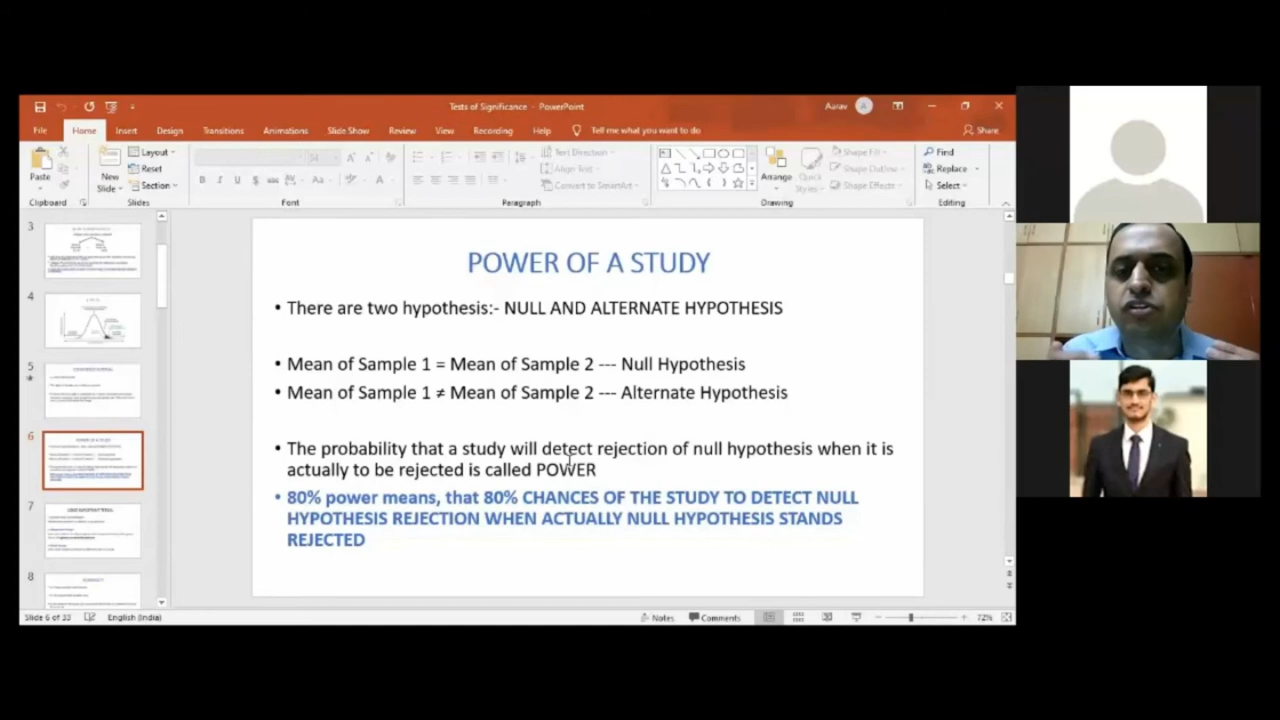 Tests of Significance - PowerPoint
Aarav
A
File
Home
Insert
Design
Transitions
Animations
Slide Show
Review
View
Recording
Help
Tell me what you want to do
Share
Paste
New
Slide
Layout
Reset
Section
Text Direction
Align Text
Convert to SmartArt
Arrange
Quick
Styles
Shape Fill
Shape Outline
Shape Effects
Find
Replace
Select
Clipboard
Slides
Font
Paragraph
Drawing
Editing
3
4
5
6
7
8
POWER OF A STUDY
• There are two hypothesis:- NULL AND ALTERNATE HYPOTHESIS
• Mean of Sample 1 = Mean of Sample 2 --- Null Hypothesis
• Mean of Sample 1 ≠ Mean of Sample 2 --- Alternate Hypothesis
• The probability that a study will detect rejection of null hypothesis when it is
actually to be rejected is called POWER
• 80% power means, that 80% CHANCES OF THE STUDY TO DETECT NULL
HYPOTHESIS REJECTION WHEN ACTUALLY NULL HYPOTHESIS STANDS
REJECTED
Slide 6 of 33
English (India)
Notes
Comments
72%